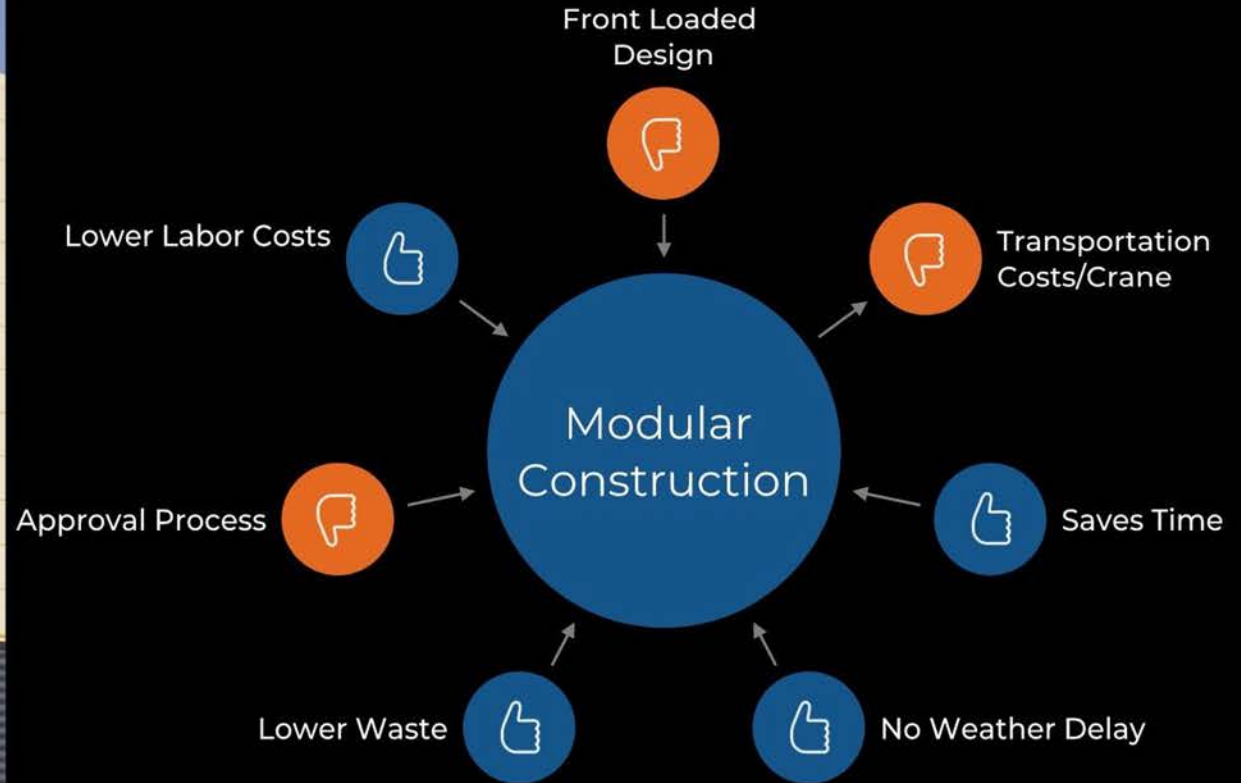 Front Loaded
Design
Lower Labor Costs
Transportation
Costs/Crane
Modular
Construction
Approval Process
Saves Time
Lower Waste
No Weather Delay